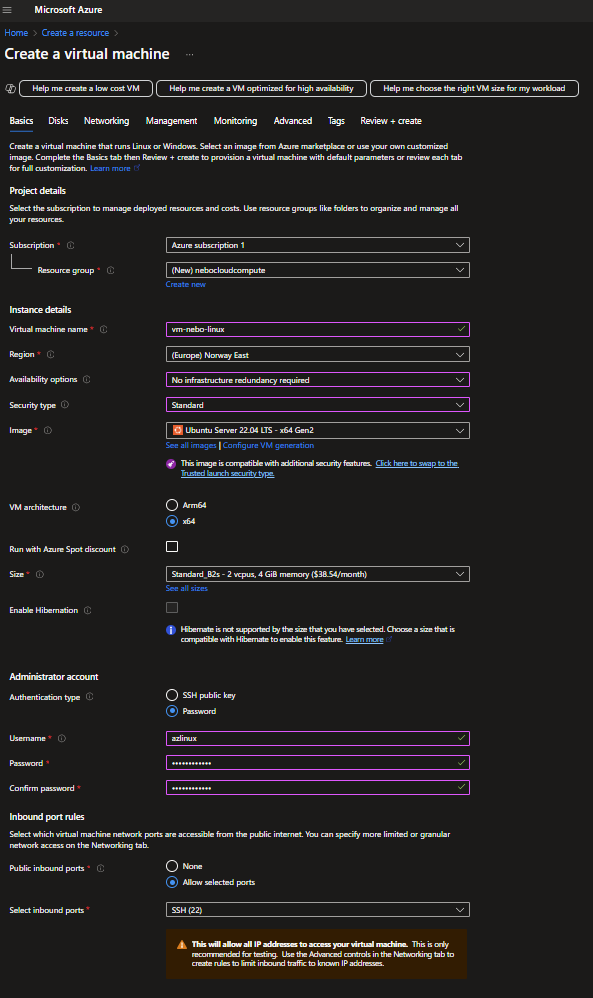 Microsoft Azure
Home > Create a resource >
Create a virtual machine ...
Help me create a low cost VM
Help me create a VM optimized for high availability
Help me choose the right VM size for my workload
Basics Disks Networking Management Monitoring Advanced Tags Review + create
Create a virtual machine that runs Linux or Windows. Select an image from Azure marketplace or use your own customized
image. Complete the Basics tab then Review + create to provision a virtual machine with default parameters or review each tab
for full customization. Learn more
Project details
Select the subscription to manage deployed resources and costs. Use resource groups like folders to organize and manage all
your resources.
Subscription * Azure subscription 1
Resource group * (New) nebocloudcompute
Create new
Instance details
Virtual machine name * vm-nebo-linux
Region * (Europe) Norway East
Availability options No infrastructure redundancy required
Security type Standard
Image * Ubuntu Server 22.04 LTS - x64 Gen2
See all images | Configure VM generation
This image is compatible with additional security features. Click here to swap to the
Trusted launch security type.
VM architecture Arm64
x64
Run with Azure Spot discount
Size * Standard_B2s - 2 vcpus, 4 GiB memory ($38.54/month)
See all sizes
Enable Hibernation
Hibernate is not supported by the size that you have selected. Choose a size that is
compatible with Hibernate to enable this feature. Learn more
Administrator account
Authentication type SSH public key
Password
Username * azlinux
Password * ••••••••••••
Confirm password * ••••••••••••
Inbound port rules
Select which virtual machine network ports are accessible from the public internet. You can specify more limited or granular
network access on the Networking tab.
Public inbound ports * None
Allow selected ports
Select inbound ports * SSH (22)
This will allow all IP addresses to access your virtual machine. This is only
recommended for testing. Use the Advanced controls in the Networking tab to
create rules to limit inbound traffic to known IP addresses.